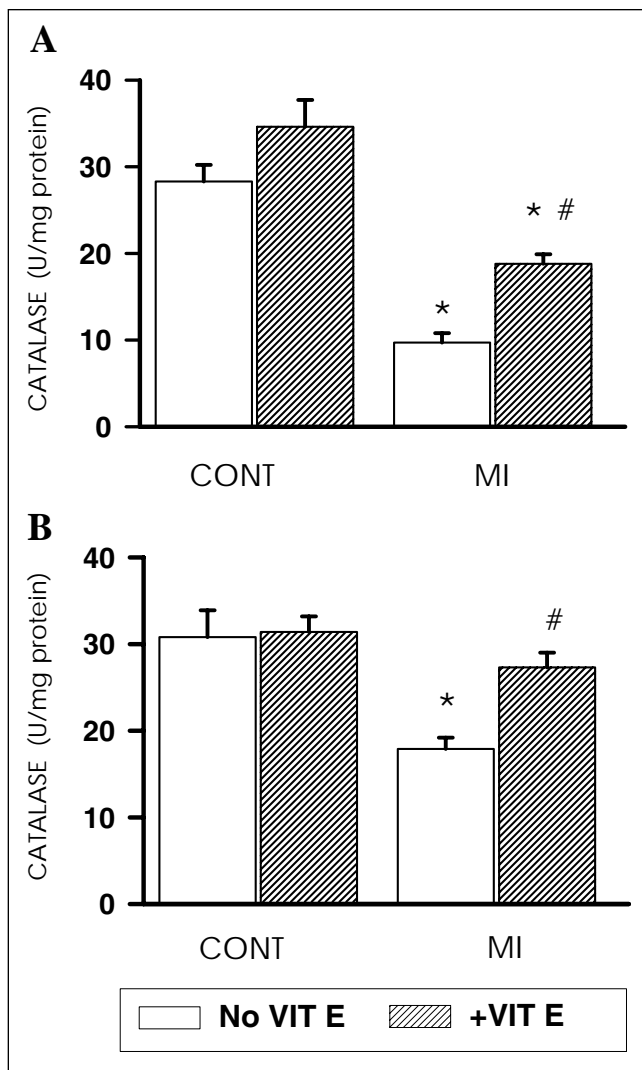 A
CATALASE (U/mg protein)
40
30
20
10
0
* #
*
CONT MI
B
CATALASE (U/mg protein)
40
30
20
10
0
#
*
CONT MI
No VIT E +VIT E